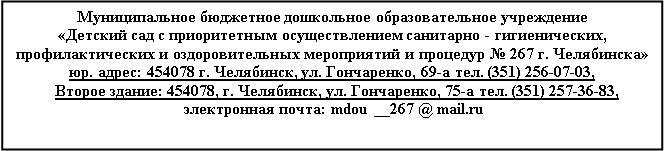 Муниципальное бюджетное дошкольное образовательное учреждение
«Детский сад с приоритетным осуществлением санитарно - гигиенических,
профилактических и оздоровительных мероприятий и процедур № 267 г. Челябинска»
юр. адрес: 454078 г. Челябинск, ул. Гончаренко, 69-а тел. (351) 256-07-03,
Второе здание: 454078, г. Челябинск, ул. Гончаренко, 75-а тел. (351) 257-36-83,
электронная почта: mdou __267 @ mail.ru